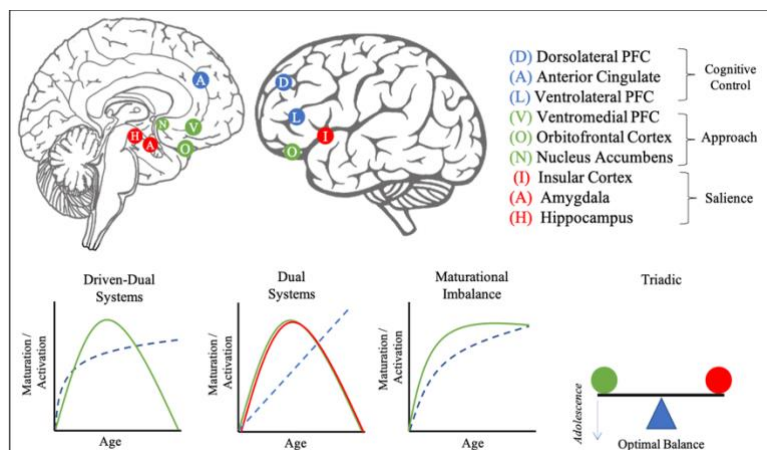 A
N
V
H
A
O
D
L
I
O
(D) Dorsolateral PFC
(A) Anterior Cingulate
(L) Ventrolateral PFC
Cognitive
Control
(V) Ventromedial PFC
(O) Orbitofrontal Cortex
(N) Nucleus Accumbens
Approach
(I) Insular Cortex
(A) Amygdala
(H) Hippocampus
Salience
Driven-Dual
Systems
Maturation /
Activation
Age
Dual
Systems
Maturation /
Activation
Age
Maturational
Imbalance
Maturation /
Activation
Age
Triadic
Adolescence
Optimal Balance